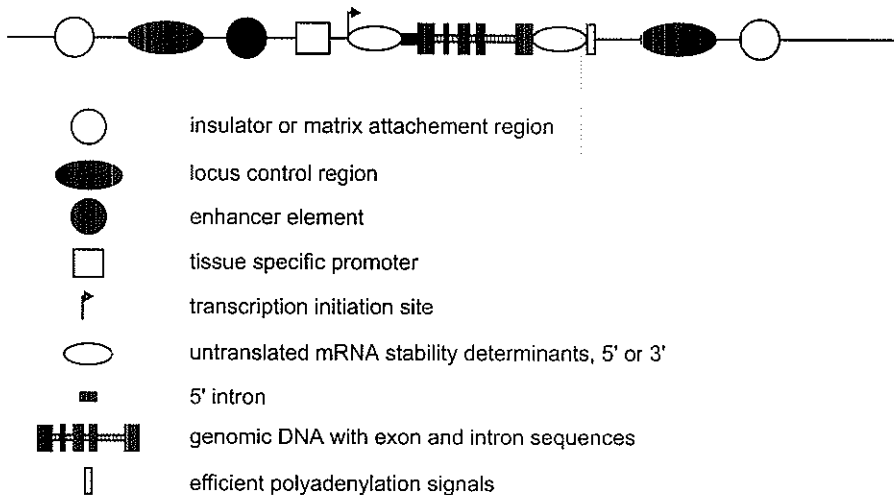 insulator or matrix attachement region
locus control region
enhancer element
tissue specific promoter
transcription initiation site
untranslated mRNA stability determinants, 5' or 3'
5' intron
genomic DNA with exon and intron sequences
efficient polyadenylation signals